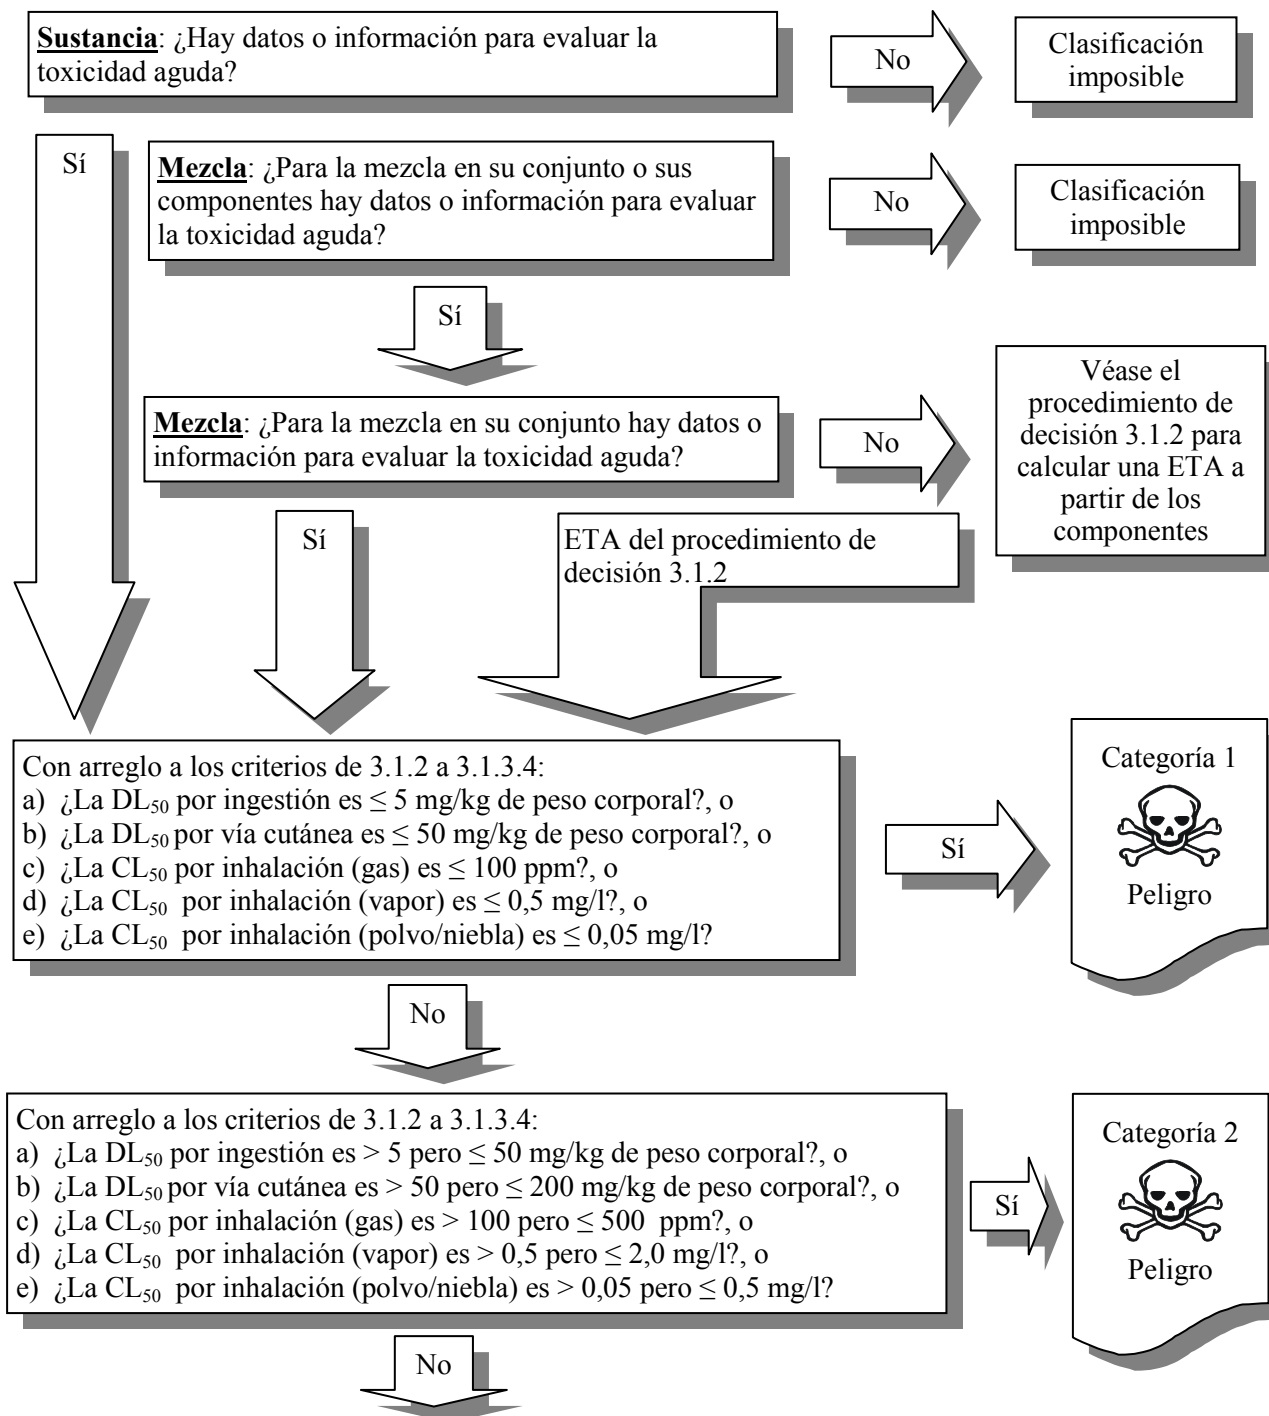 Sustancia: ¿Hay datos o información para evaluar la
toxicidad aguda?
No
Clasificación
imposible
Sí
Mezcla: ¿Para la mezcla en su conjunto o sus
componentes hay datos o información para evaluar
la toxicidad aguda?
No
Clasificación
imposible
Sí
Mezcla: ¿Para la mezcla en su conjunto hay datos o
información para evaluar la toxicidad aguda?
No
Véase el
procedimiento de
decisión 3.1.2 para
calcular una ETA a
partir de los
componentes
Sí
ETA del procedimiento de
decisión 3.1.2
Con arreglo a los criterios de 3.1.2 a 3.1.3.4:
a) ¿La DL50 por ingestión es ≤ 5 mg/kg de peso corporal?, o
b) ¿La DL50 por vía cutánea es ≤ 50 mg/kg de peso corporal?, o
c) ¿La CL50 por inhalación (gas) es ≤ 100 ppm?, o
d) ¿La CL50 por inhalación (vapor) es ≤ 0,5 mg/l?, o
e) ¿La CL50 por inhalación (polvo/niebla) es ≤ 0,05 mg/l?
Sí
Categoría 1
Peligro
No
Con arreglo a los criterios de 3.1.2 a 3.1.3.4:
a) ¿La DL50 por ingestión es > 5 pero ≤ 50 mg/kg de peso corporal?, o
b) ¿La DL50 por vía cutánea es > 50 pero ≤ 200 mg/kg de peso corporal?, o
c) ¿La CL50 por inhalación (gas) es > 100 pero ≤ 500 ppm?, o
d) ¿La CL50 por inhalación (vapor) es > 0,5 pero ≤ 2,0 mg/l?, o
e) ¿La CL50 por inhalación (polvo/niebla) es > 0,05 pero ≤ 0,5 mg/l?
Sí
Categoría 2
Peligro
No